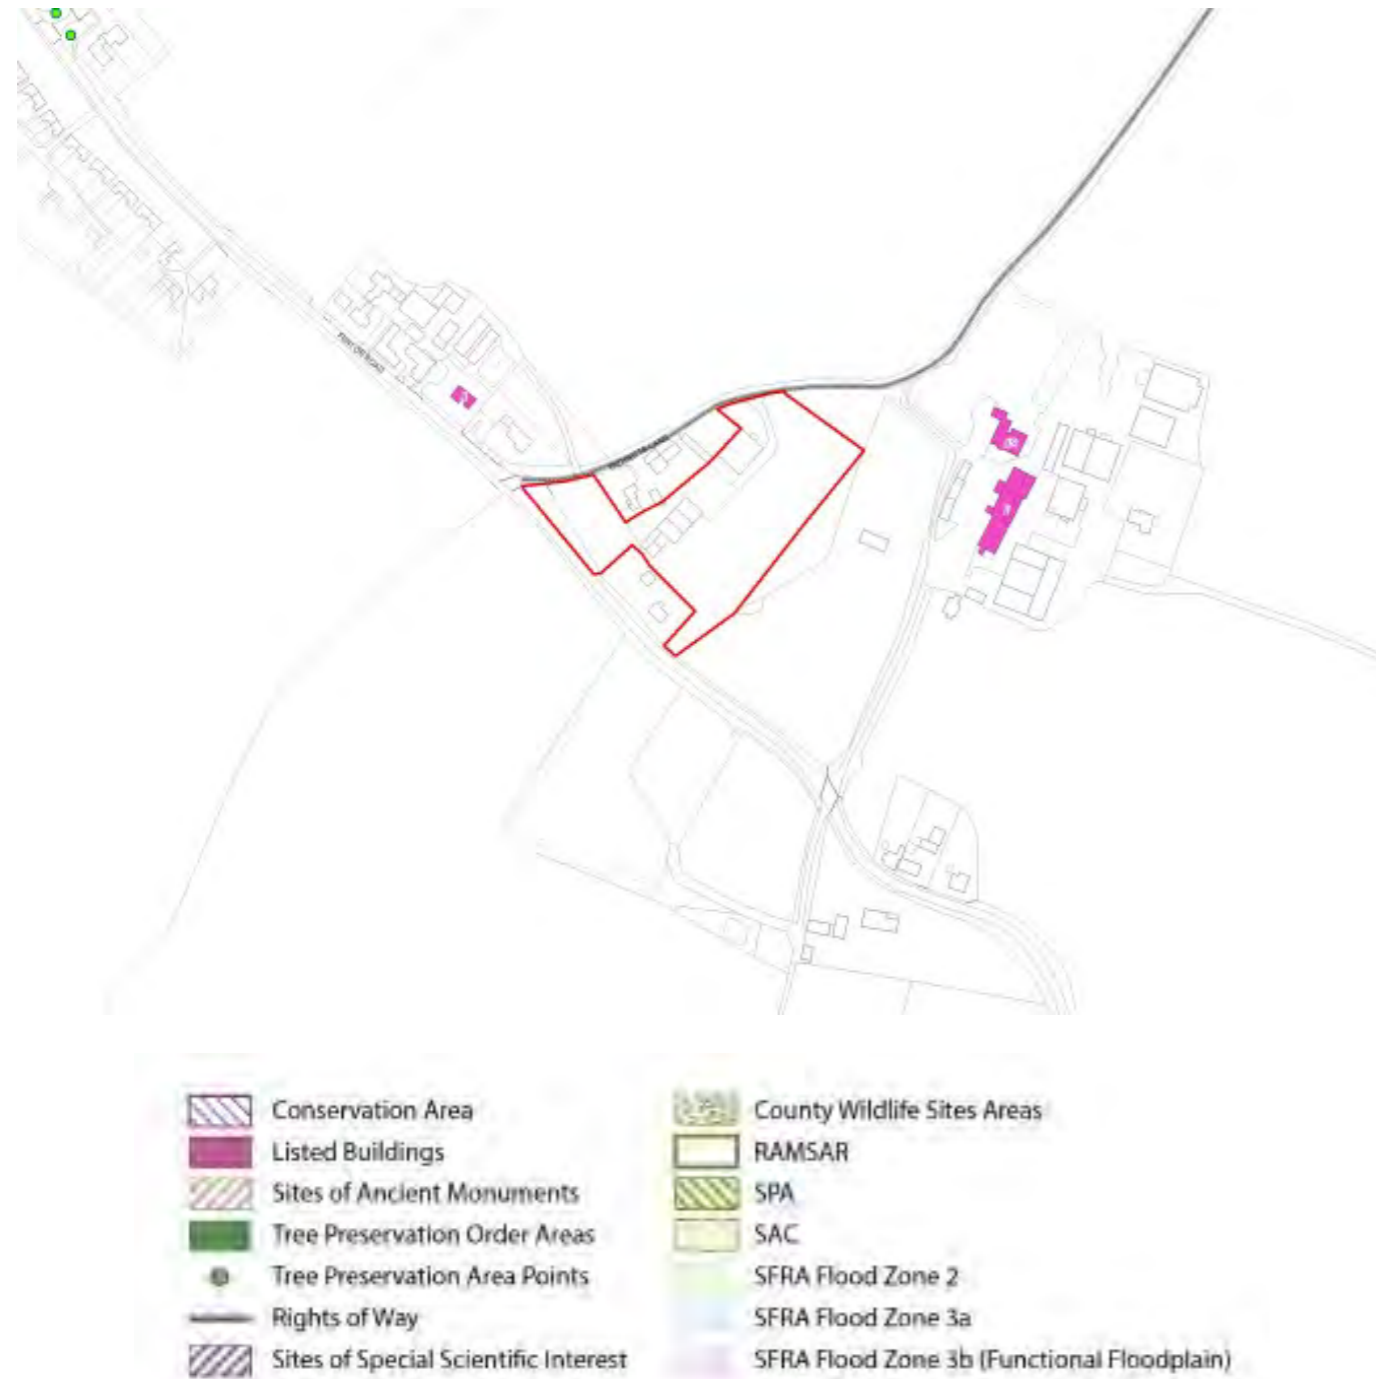 Conservation Area
Listed Buildings
Sites of Ancient Monuments
Tree Preservation Order Areas
Tree Preservation Area Points
Rights of Way
Sites of Special Scientific Interest
County Wildlife Sites Areas
RAMSAR
SPA
SAC
SFRA Flood Zone 2
SFRA Flood Zone 3a
SFRA Flood Zone 3b (Functional Floodplain)